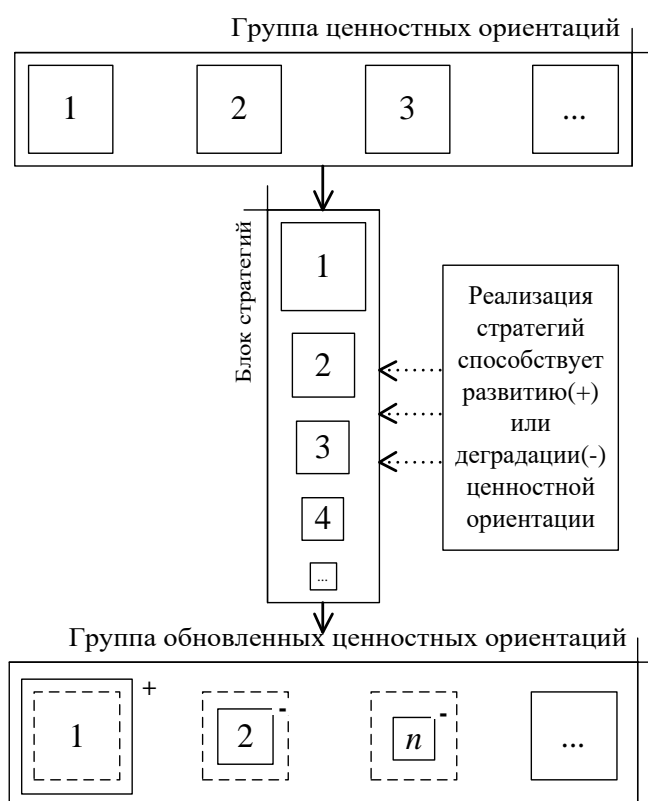 Группа ценностных ориентаций
1 2 3 ...
Блок стратегий
1
2
3
4
...
Реализация
стратегий
способствует
развитию(+)
или
деградации(-)
ценностной
ориентации
Группа обновленных ценностных ориентаций
1 + 2 - n - ...